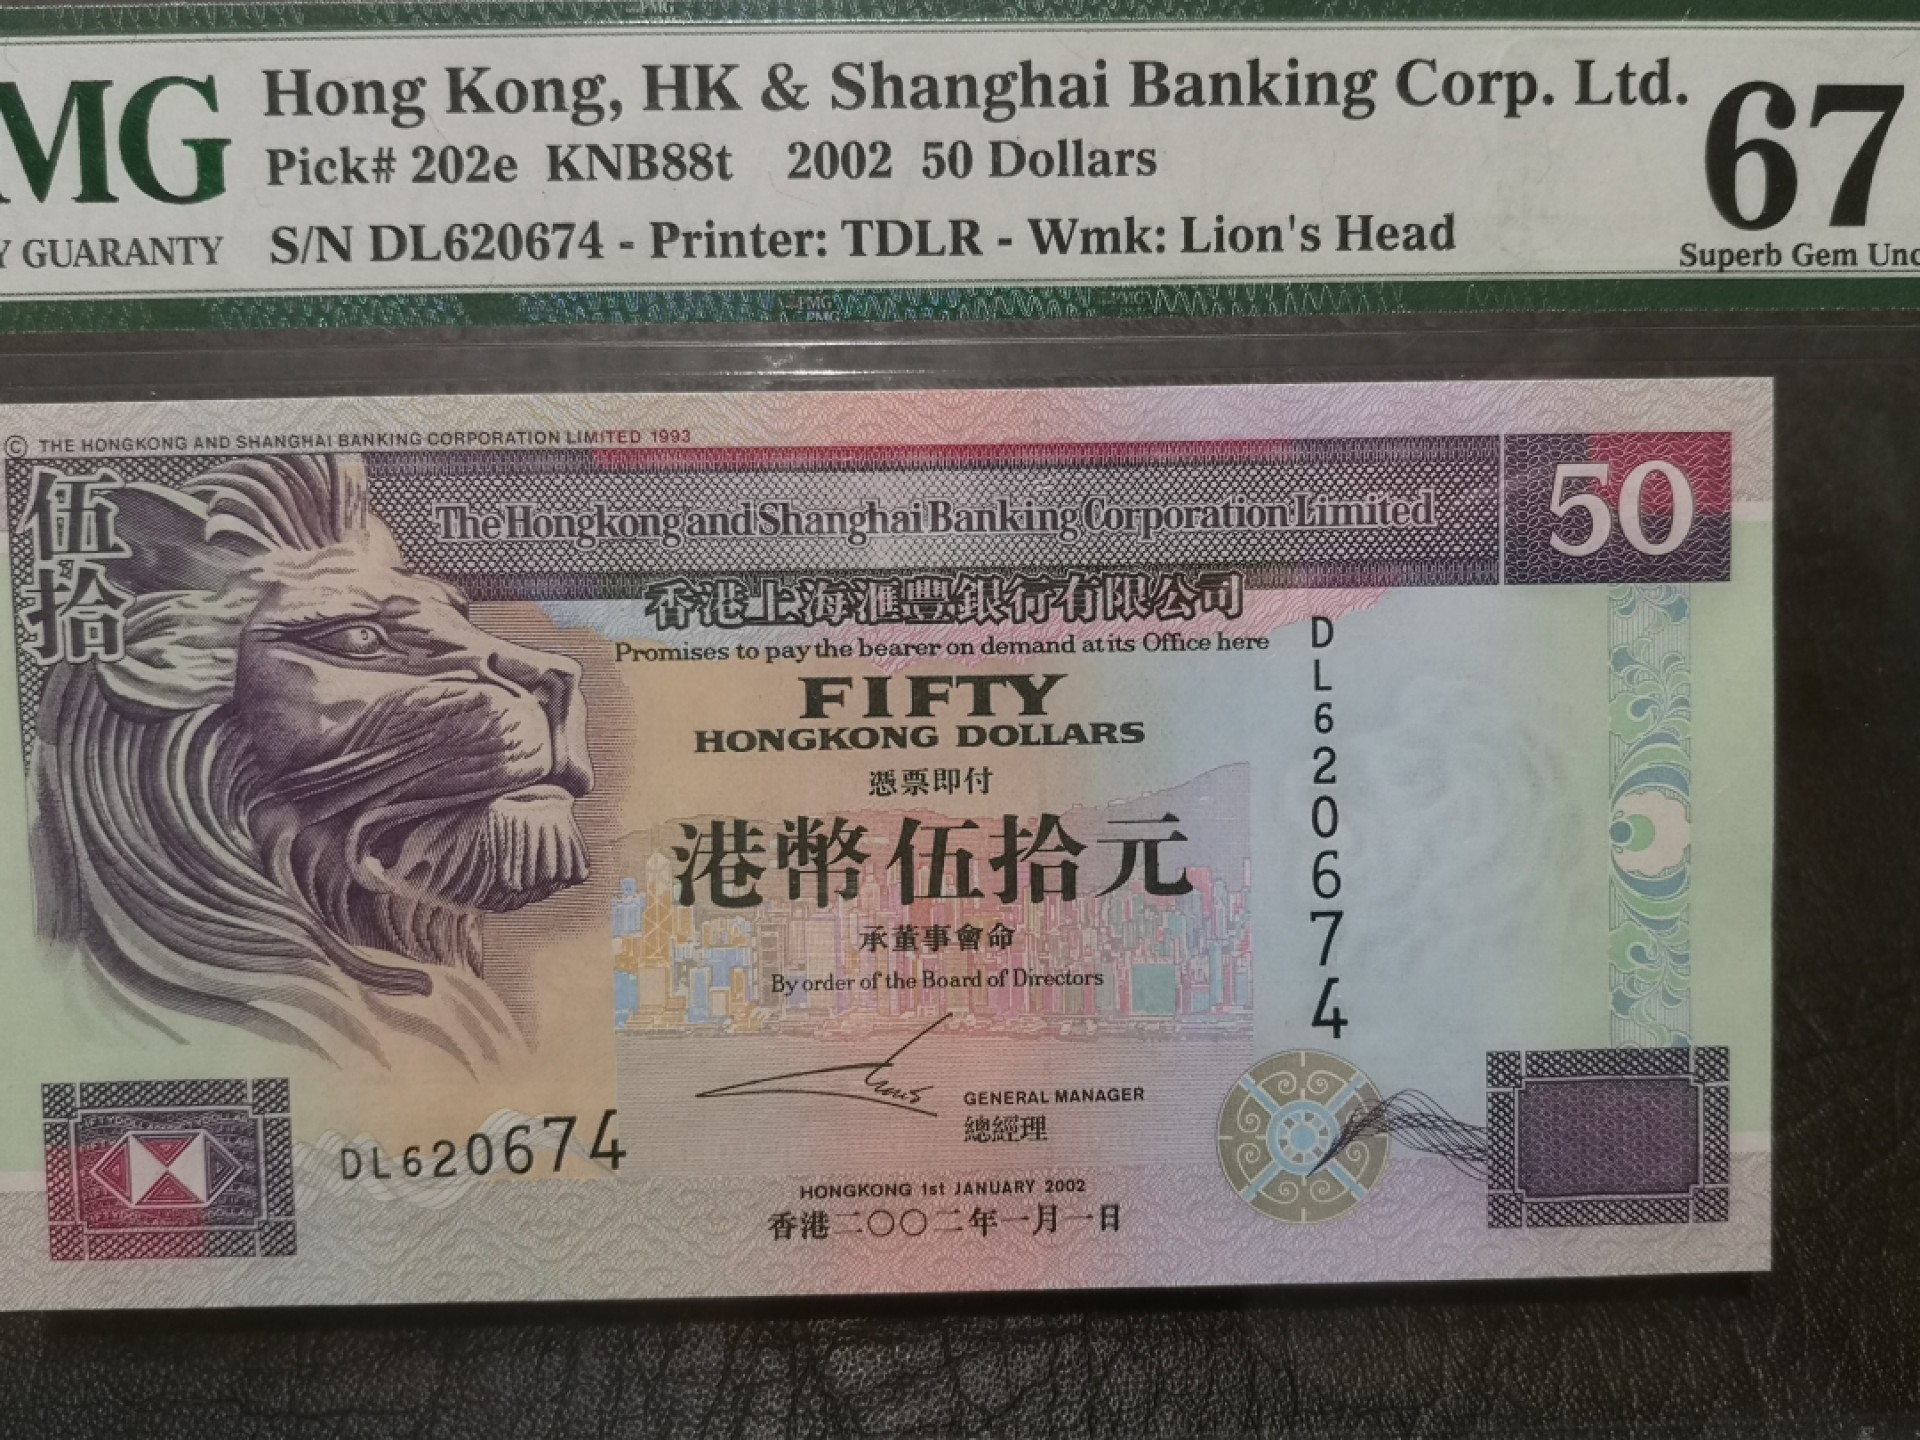 PMG
MG Hong Kong, HK & Shanghai Banking Corp. Ltd. 67
Pick# 202e KNB88t 2002 50 Dollars
Y GUARANTY S/N DL620674 - Printer: TDLR - Wmk: Lion's Head Superb Gem Unc
PMG
PMG
© THE HONGKONG AND SHANGHAI BANKING CORPORATION LIMITED 1993
伍拾
The Hongkong and Shanghai Banking Corporation Limited 50
香港上海滙豐銀行有限公司
Promises to pay the bearer on demand at its Office here
FIFTY
HONGKONG DOLLARS
憑票即付
港幣伍拾元
承董事會命
By order of the Board of Directors
DL620674
GENERAL MANAGER
總經理
DL620674
HONGKONG 1st JANUARY 2002
香港二〇〇二年一月一日